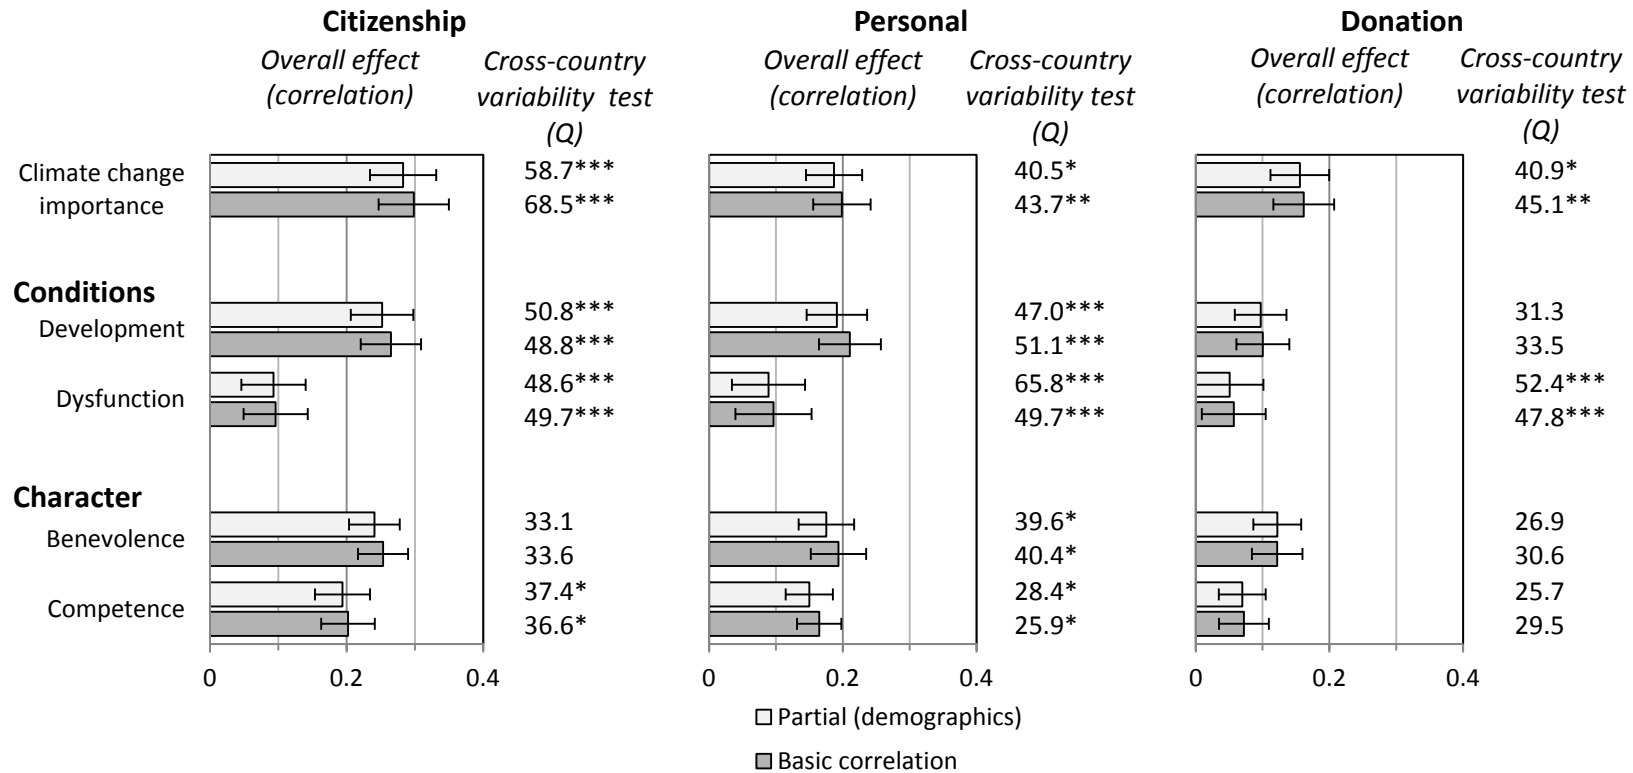 Citizenship
Personal
Donation
Overall effect
(correlation)
Cross-country
variability test
(Q)
Overall effect
(correlation)
Cross-country
variability test
(Q)
Overall effect
(correlation)
Cross-country
variability test
(Q)
Climate change
importance
58.7***
68.5***
40.5*
43.7**
40.9*
45.1**
Conditions
Development
50.8***
48.8***
47.0***
51.1***
31.3
33.5
Dysfunction
48.6***
49.7***
65.8***
49.7***
52.4***
47.8***
Character
Benevolence
33.1
33.6
39.6*
40.4*
26.9
30.6
Competence
37.4*
36.6*
28.4*
25.9*
25.7
29.5
0 0.2 0.4
0 0.2 0.4
0 0.2 0.4
Partial (demographics)
Basic correlation